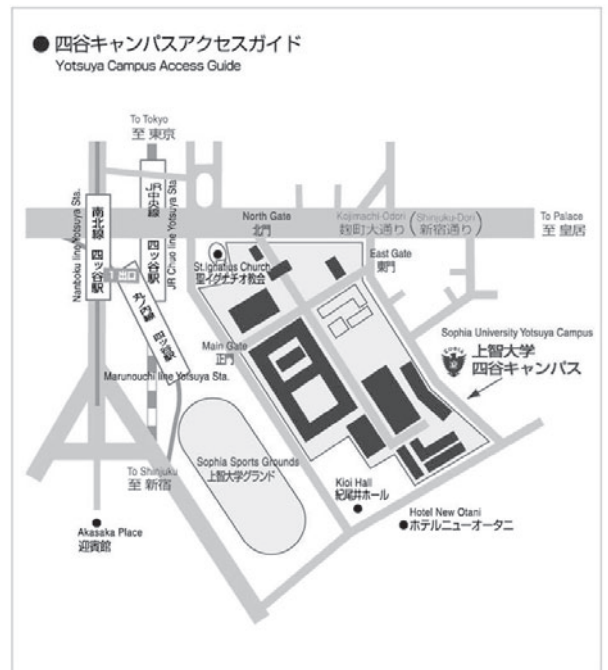 ● 四谷キャンパスアクセスガイド
Yotsuya Campus Access Guide
To Tokyo
至 東京
Nanboku line Yotsuya Sta.
南北線 四ッ谷駅
JR中央線 四ッ谷駅
JR Chuo line Yotsuya Sta.
出口
丸ノ内線 四ッ谷駅
Marunouchi line Yotsuya Sta.
North Gate
北門
Kojimachi-Odori (Shinjuku-Dori)
麹町大通り (新宿通り)
To Palace
至 皇居
East Gate
東門
St.Ignatius Church
聖イグナチオ教会
Main Gate
正門
Sophia University Yotsuya Campus
上智大学
四谷キャンパス
Sophia Sports Grounds
上智大学グランド
To Shinjuku
至 新宿
Kioi Hall
紀尾井ホール
Hotel New Otani
ホテルニューオータニ
Akasaka Place
迎賓館